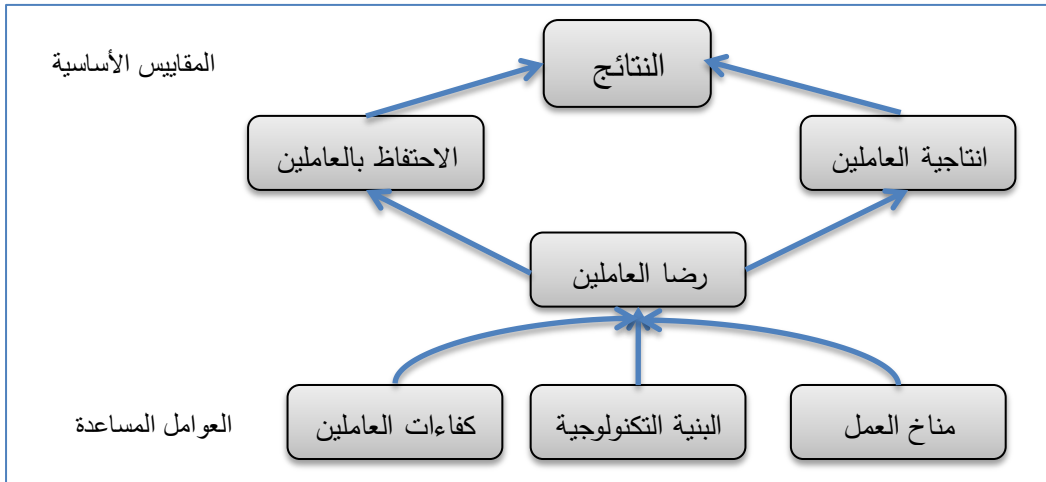 النتائج
المقاييس الأساسية
انتاجية العاملين
الاحتفاظ بالعاملين
رضا العاملين
مناخ العمل
البنية التكنولوجية
كفاءات العاملين
العوامل المساعدة